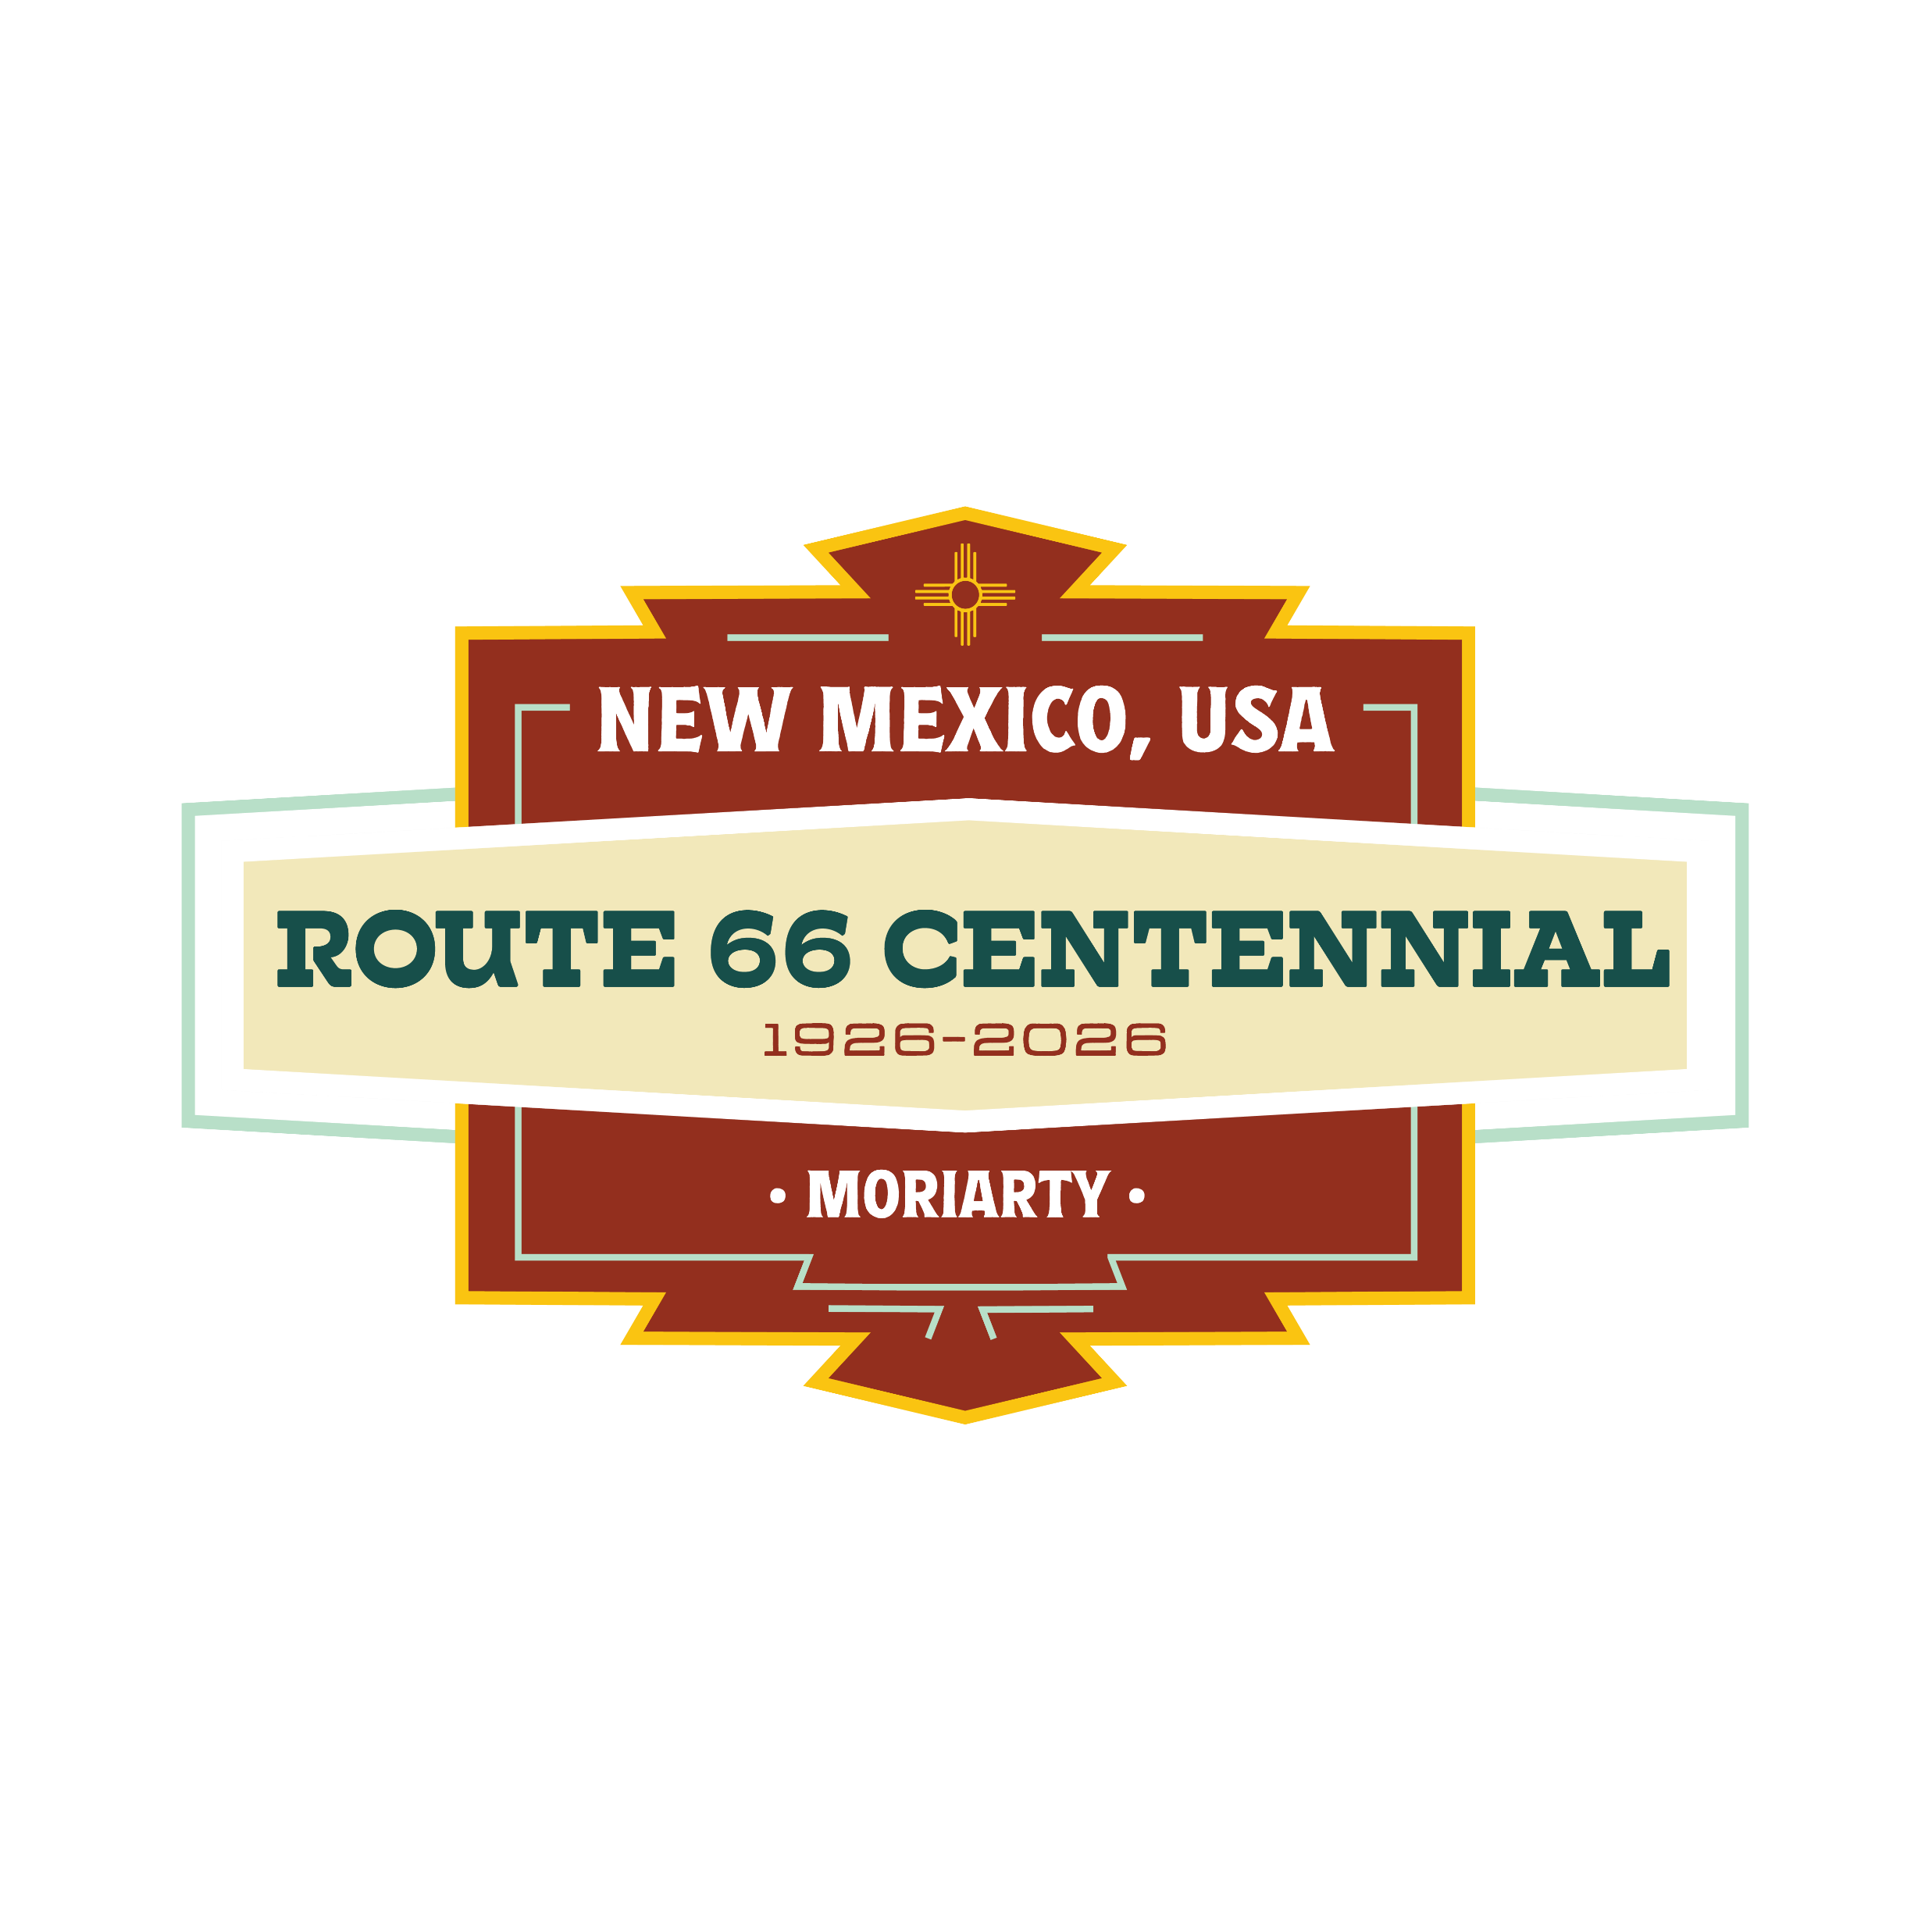 NEW MEXICO, USA
ROUTE 66 CENTENNIAL
1926-2026
• MORIARTY •